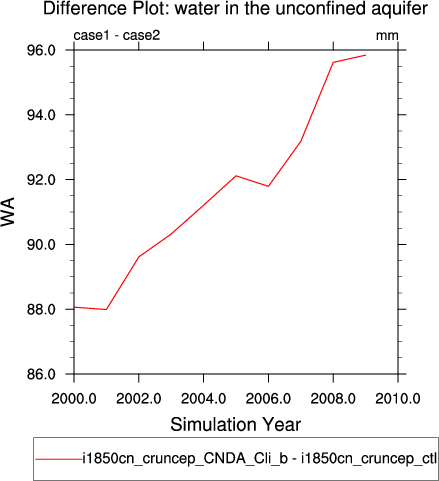 Difference Plot: water in the unconfined aquifer
case1 - case2 mm
96.0
94.0
92.0
90.0
88.0
86.0
WA
2000.0 2002.0 2004.0 2006.0 2008.0 2010.0
Simulation Year
i1850cn_cruncep_CNDA_Cli_b - i1850cn_cruncep_ctl